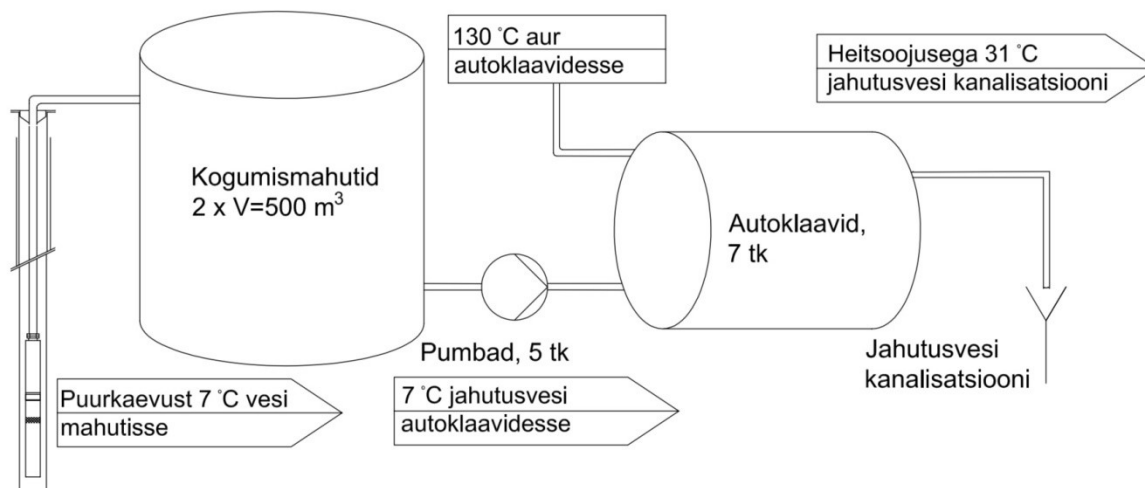 130 °C aur
autoklaavidesse
Heitsoojusega 31 °C
jahutusvesi kanalisatsiooni
Kogumismahutid
2 x V=500 m³
Autoklaavid,
7 tk
Pumbad, 5 tk
Jahutusvesi
kanalisatsiooni
Puurkaevust 7 °C vesi
mahutisse
7 °C jahutusvesi
autoklaavidesse